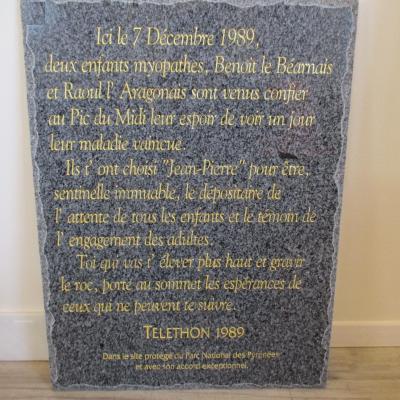 Ici le 7 Décembre 1989,
deux enfants myopathes, Benoit le Béarnais
et Raoul l' Aragonais sont venus confier
au Pic du Midi leur espoir de voir un jour
leur maladie vaincue.
Ils t' ont choisi "Jean-Pierre" pour être,
sentinelle immuable, le dépositaire de
l' attente de tous les enfants et le témoin de
l' engagement des adultes.
Toi qui vas t' élever plus haut et gravir
le roc, porte au sommet les espérances de
ceux qui ne peuvent te suivre.
TELETHON 1989
Dans le site protégé du Parc National des Pyrénées
et avec son accord exceptionnel.